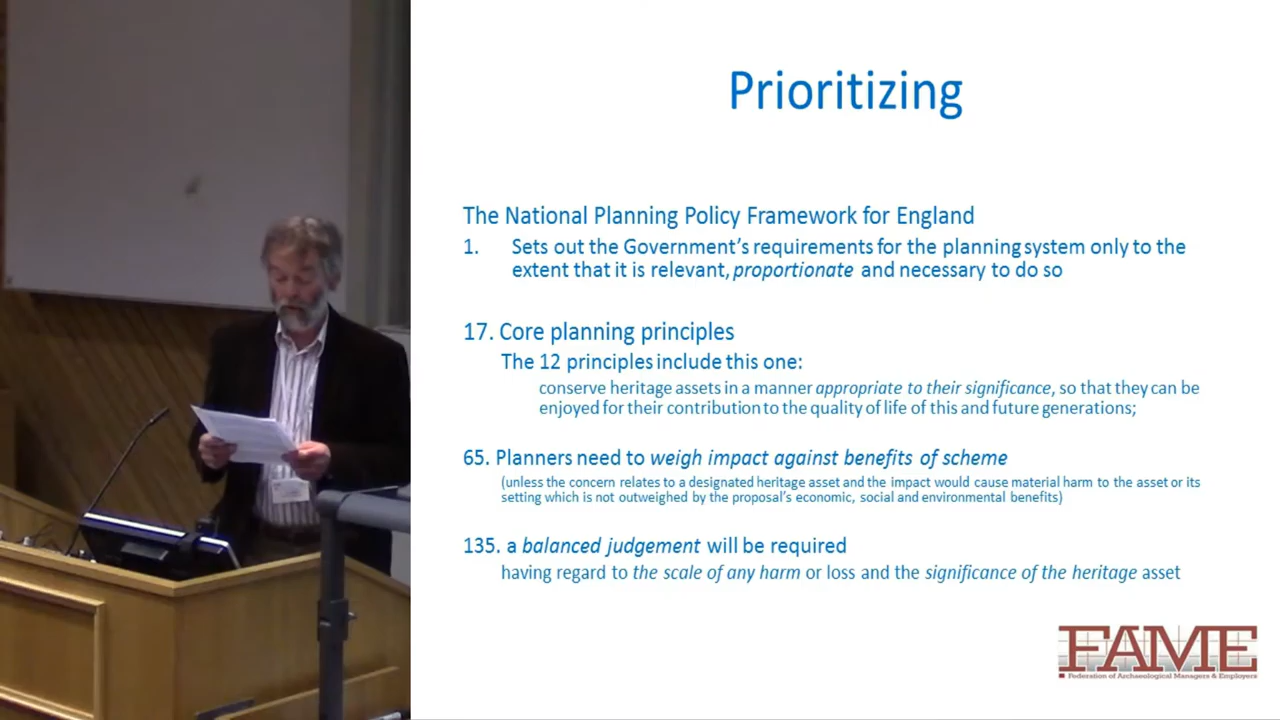 Prioritizing
The National Planning Policy Framework for England
1. Sets out the Government's requirements for the planning system only to the
extent that it is relevant, proportionate and necessary to do so
17. Core planning principles
The 12 principles include this one:
conserve heritage assets in a manner appropriate to their significance, so that they can be
enjoyed for their contribution to the quality of life of this and future generations;
65. Planners need to weigh impact against benefits of scheme
(unless the concern relates to a designated heritage asset and the impact would cause material harm to the asset or its
setting which is not outweighed by the proposal's economic, social and environmental benefits)
135. a balanced judgement will be required
having regard to the scale of any harm or loss and the significance of the heritage asset
FAME
Federation of Archaeological Managers & Employers